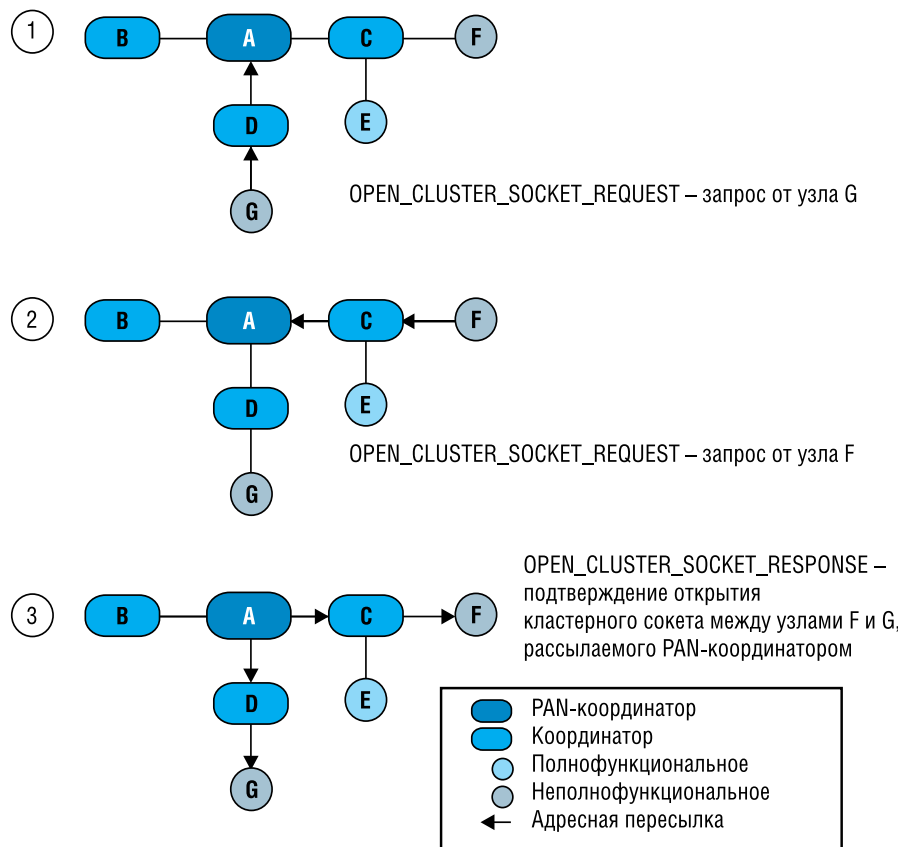 1
B
A
C
F
D
E
G
OPEN_CLUSTER_SOCKET_REQUEST – запрос от узла G
2
B
A
C
F
D
E
OPEN_CLUSTER_SOCKET_REQUEST – запрос от узла F
G
OPEN_CLUSTER_SOCKET_RESPONSE –
подтверждение открытия
кластерного сокета между узлами F и G,
рассылаемого PAN-координатором
3
B
A
C
F
D
E
G
PAN-координатор
Координатор
Полнофункциональное
Неполнофункциональное
Адресная пересылка